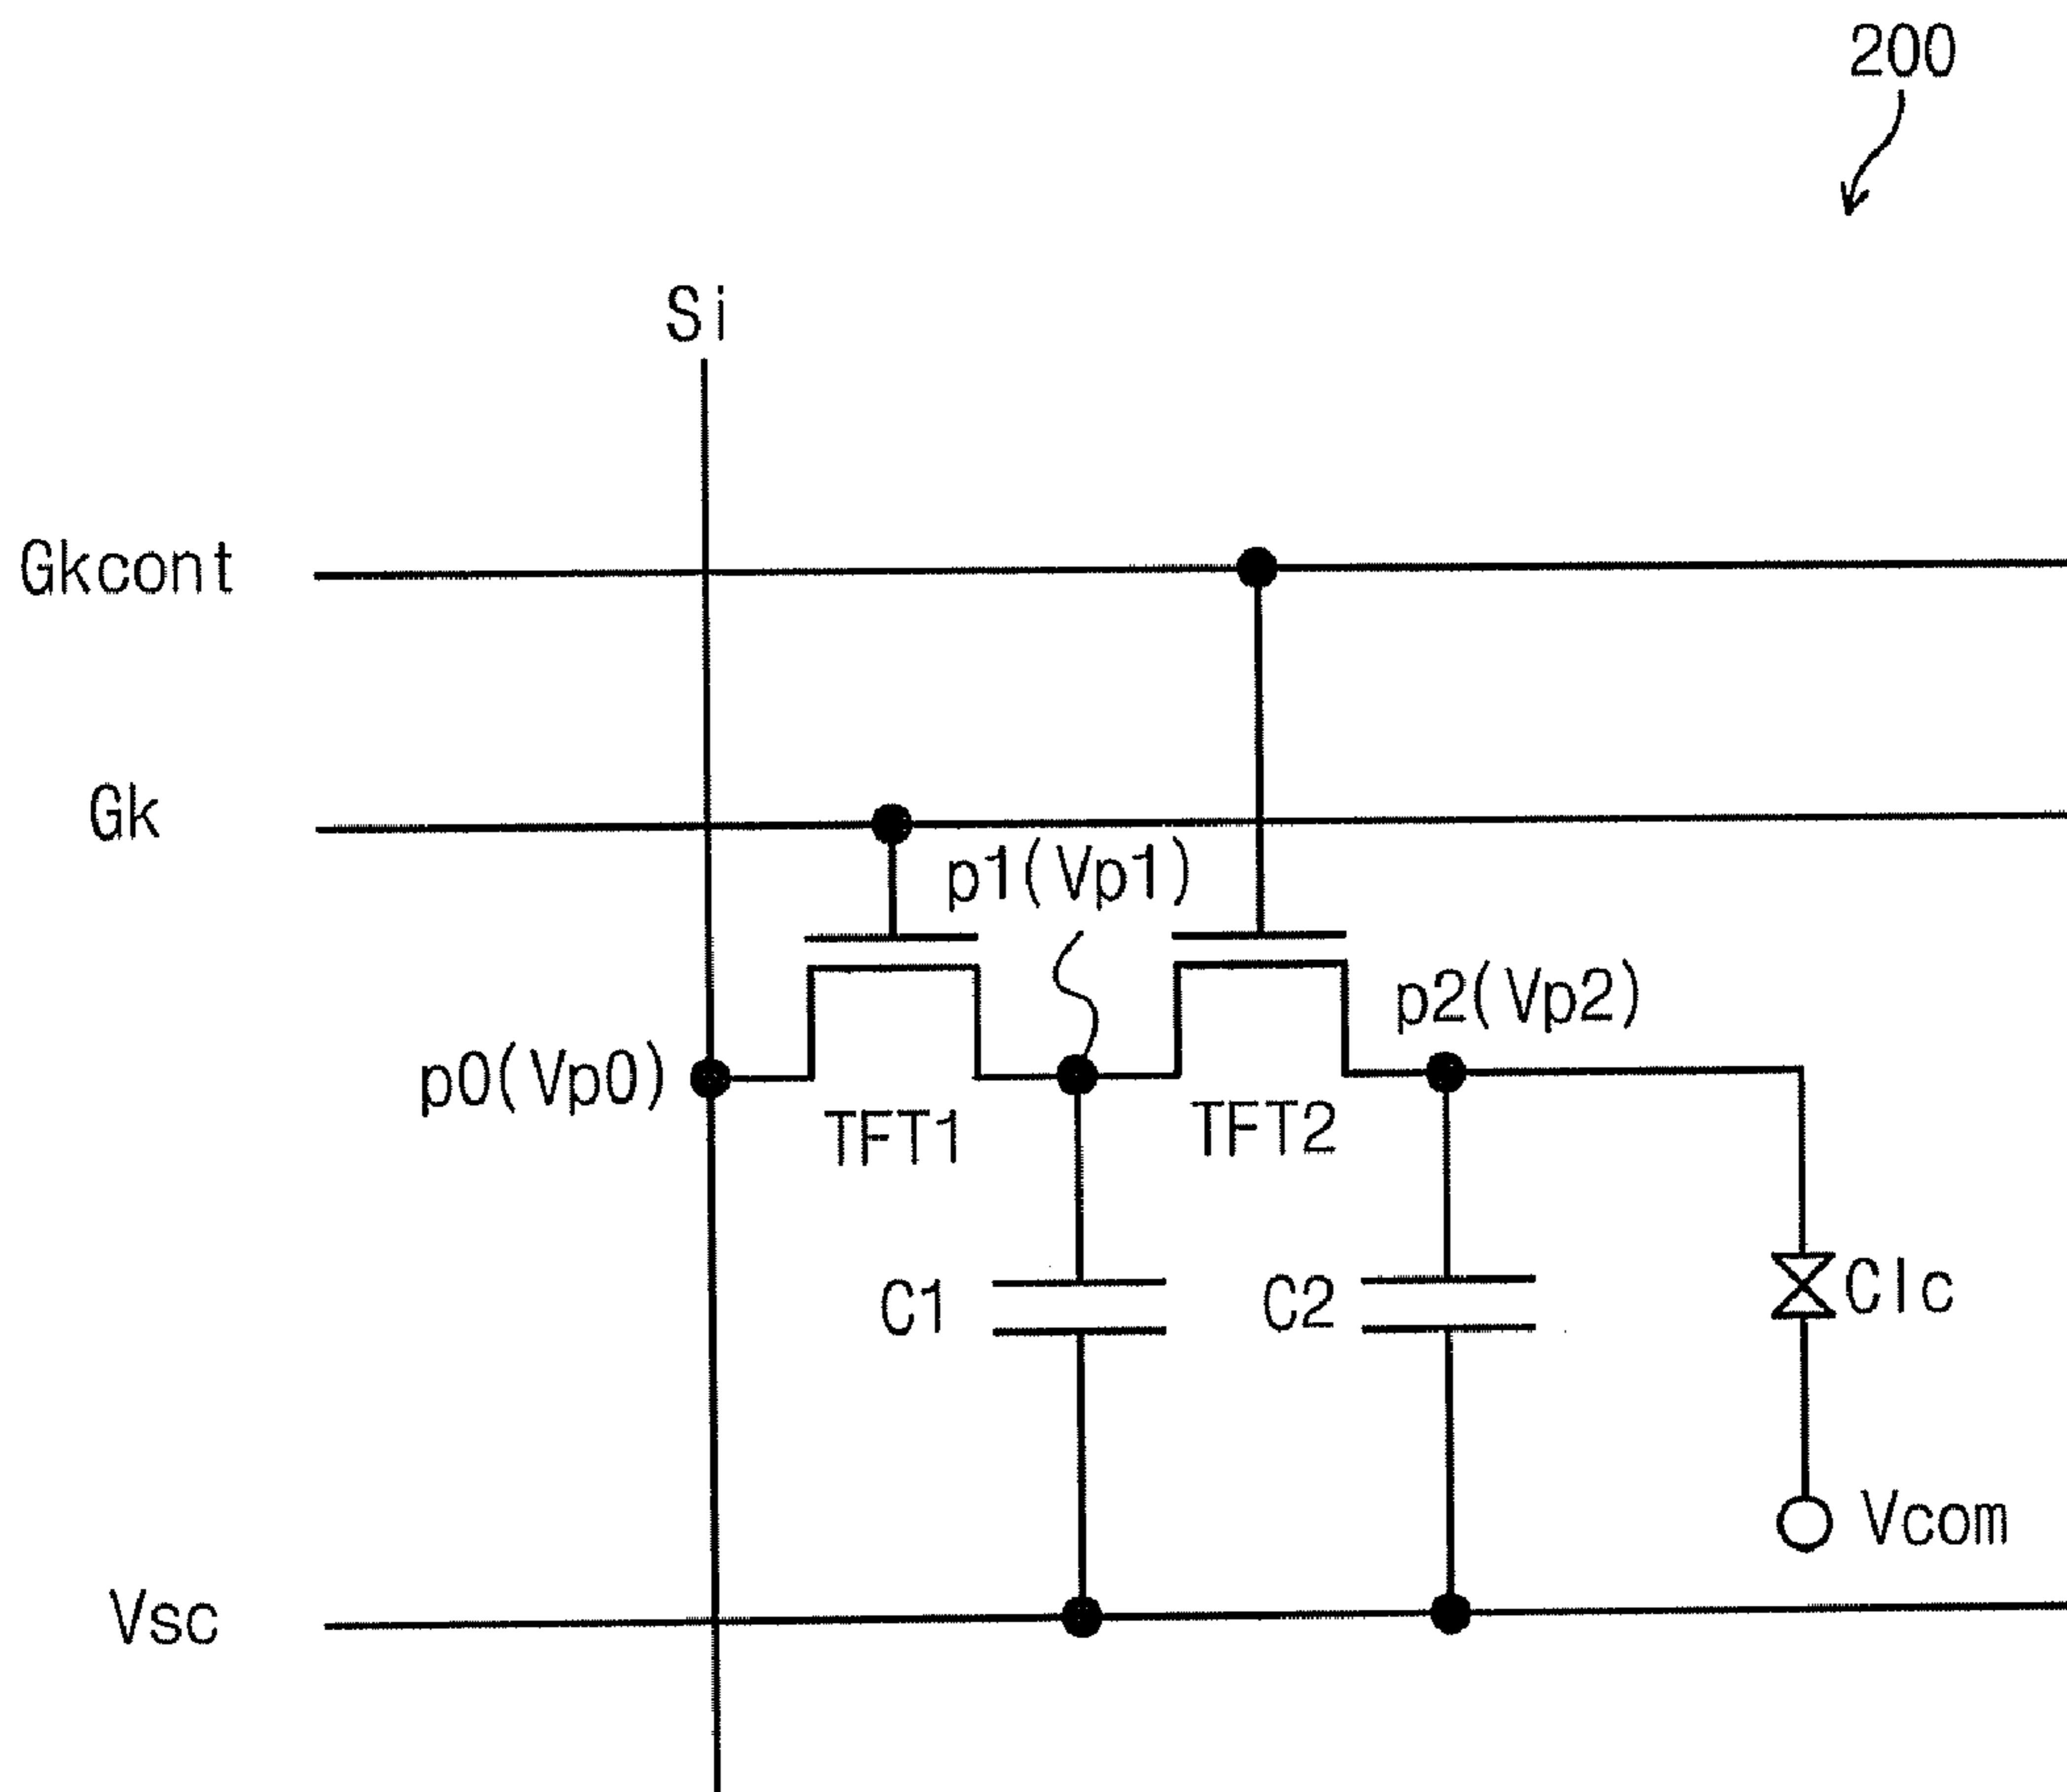 200
Si
Gkcont
Gk
p1(Vp1)
p2(Vp2)
p0(Vp0)
TFT1
TFT2
C1
C2
Clc
Vcom
Vsc